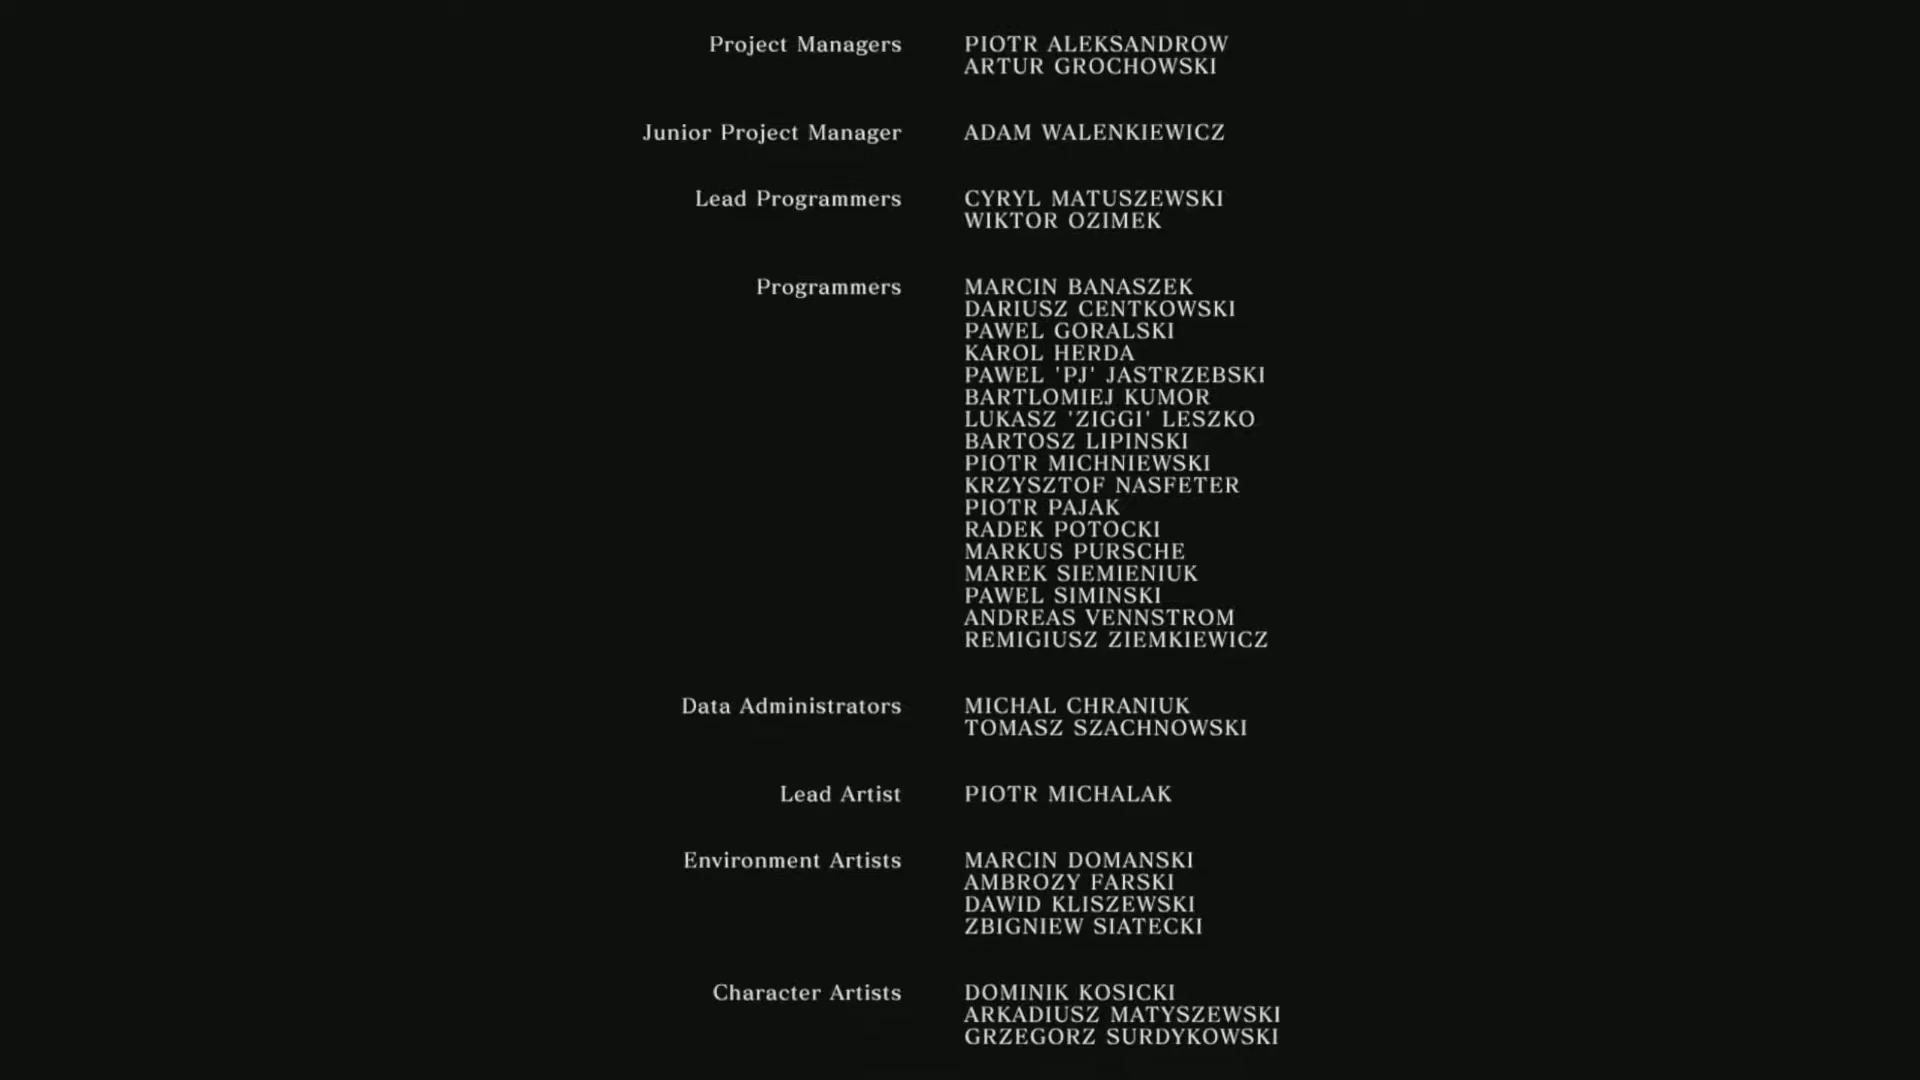 Project Managers PIOTR ALEKSANDROW
ARTUR GROCHOWSKI
Junior Project Manager ADAM WALENKIEWICZ
Lead Programmers CYRYL MATUSZEWSKI
WIKTOR OZIMEK
Programmers MARCIN BANASZEK
DARIUSZ CENTKOWSKI
PAWEL GORALSKI
KAROL HERDA
PAWEL 'PJ' JASTRZEBSKI
BARTLOMIEJ KUMOR
LUKASZ 'ZIGGI' LESZKO
BARTOSZ LIPINSKI
PIOTR MICHNIEWSKI
KRZYSZTOF NASFETER
PIOTR PAJAK
RADEK POTOCKI
MARKUS PURSCHE
MAREK SIEMIENIUK
PAWEL SIMINSKI
ANDREAS VENNSTROM
REMIGIUSZ ZIEMKIEWICZ
Data Administrators MICHAL CHRANIUK
TOMASZ SZACHNOWSKI
Lead Artist PIOTR MICHALAK
Environment Artists MARCIN DOMANSKI
AMBROZY FARSKI
DAWID KLISZEWSKI
ZBIGNIEW SIATECKI
Character Artists DOMINIK KOSICKI
ARKADIUSZ MATYSZEWSKI
GRZEGORZ SURDYKOWSKI